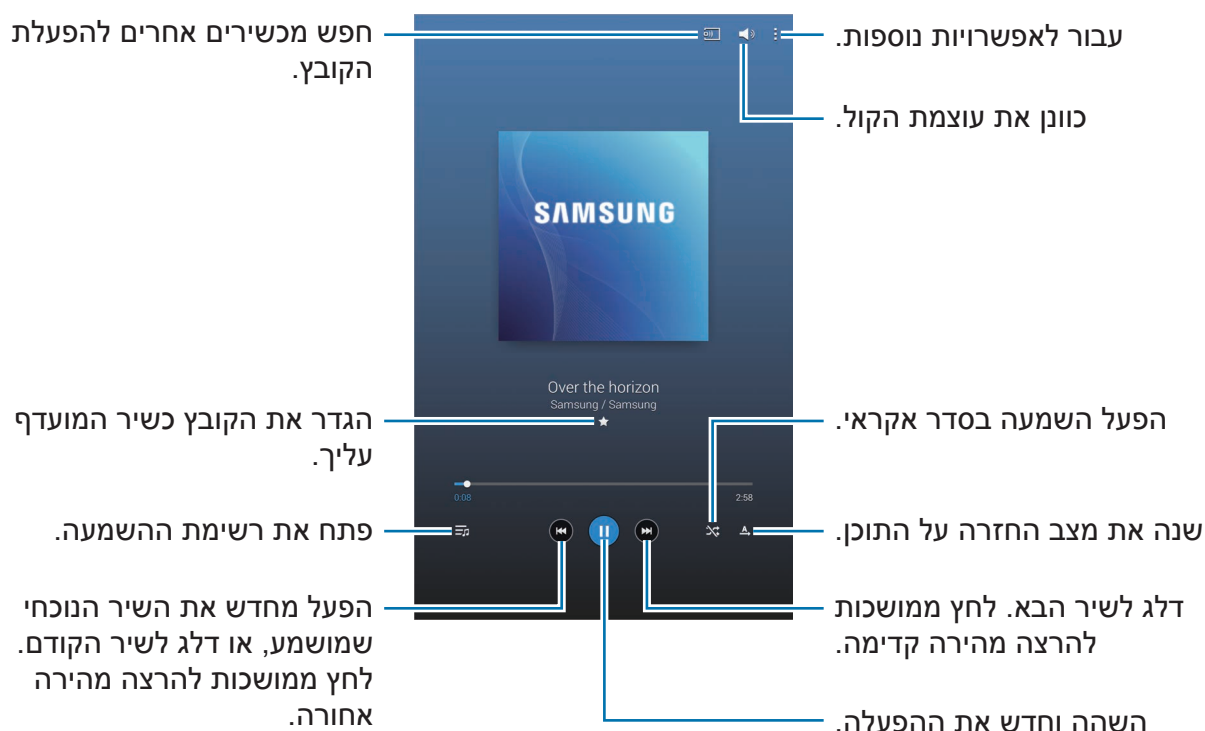 חפש מכשירים אחרים להפעלת
הקובץ.
עבור לאפשרויות נוספות.
כוונן את עוצמת הקול.
SAMSUNG
Over the horizon
Samsung / Samsung
הגדר את הקובץ כשיר המועדף
עליך.
הפעל השמעה בסדר אקראי.
0:08
2:58
פתח את רשימת ההשמעה.
שנה את מצב החזרה על התוכן.
הפעל מחדש את השיר הנוכחי
שמושמע, או דלג לשיר הקודם.
לחץ ממושכות להרצה מהירה
אחורה.
דלג לשיר הבא. לחץ ממושכות
להרצה מהירה קדימה.
השהה וחדש את ההפעלה.